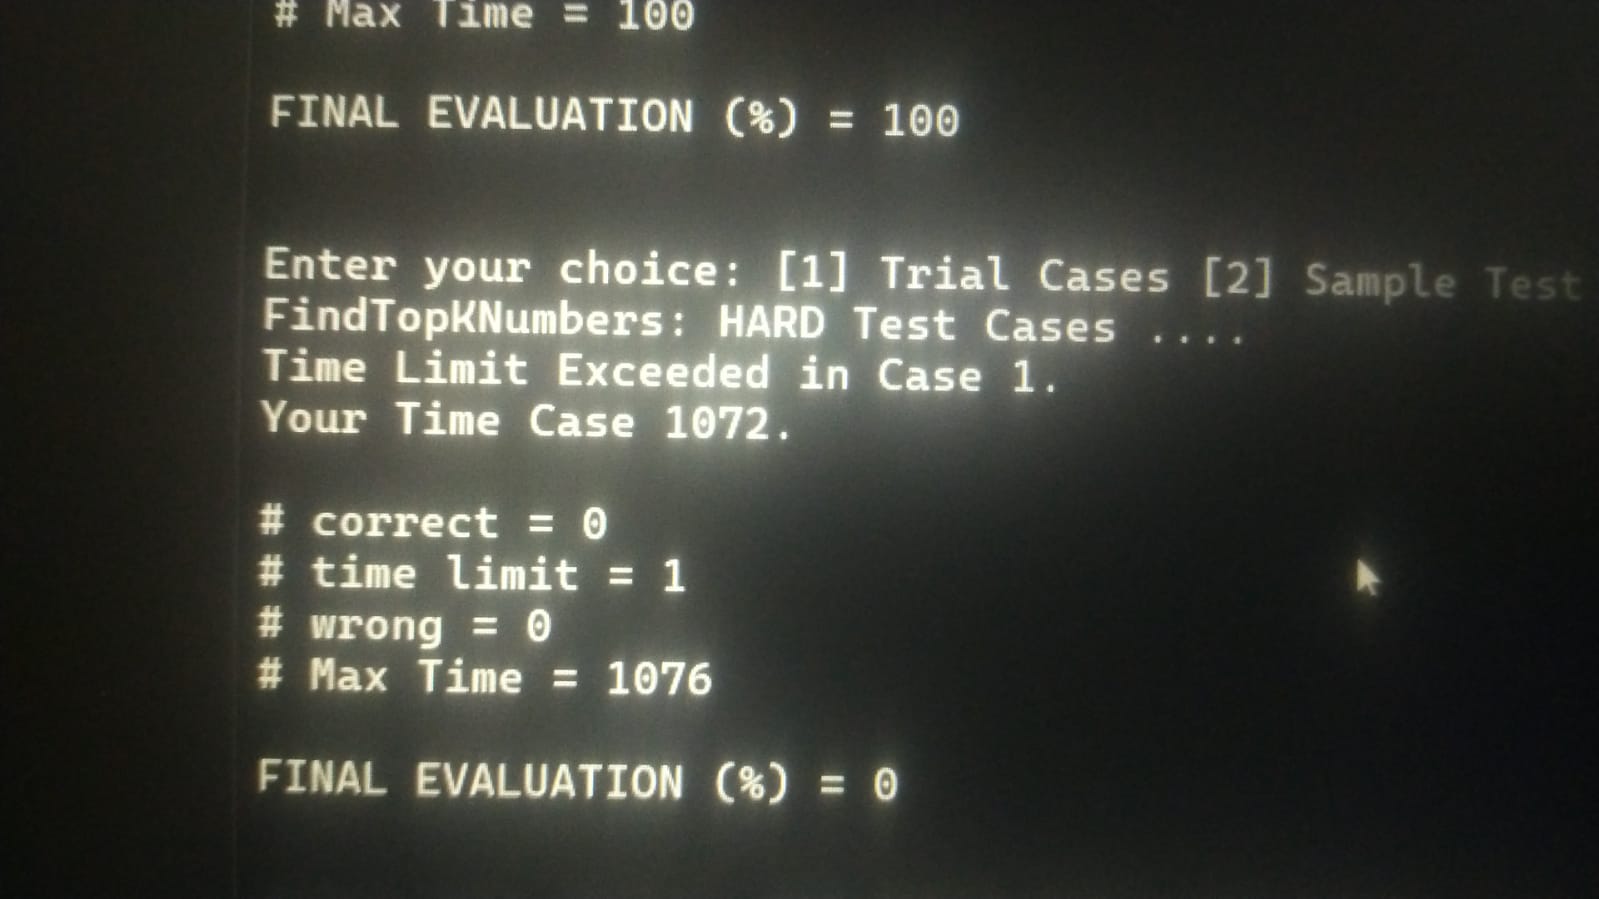 # Max Time = 100
FINAL EVALUATION (%) = 100
Enter your choice: [1] Trial Cases [2] Sample Test
FindTopKNumbers: HARD Test Cases ....
Time Limit Exceeded in Case 1.
Your Time Case 1072.
# correct = 0
# time limit = 1
# wrong = 0
# Max Time = 1076
FINAL EVALUATION (%) = 0